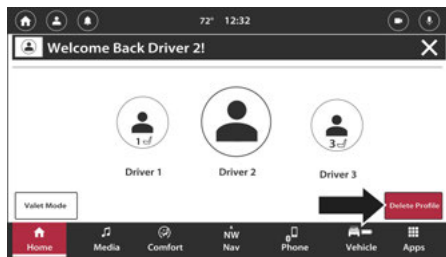 72° 12:32
Welcome Back Driver 2!
1
3
Driver 1 Driver 2 Driver 3
Valet Mode
Delete Profile
NW
0
Home Media Comfort Nav Phone Vehicle Apps